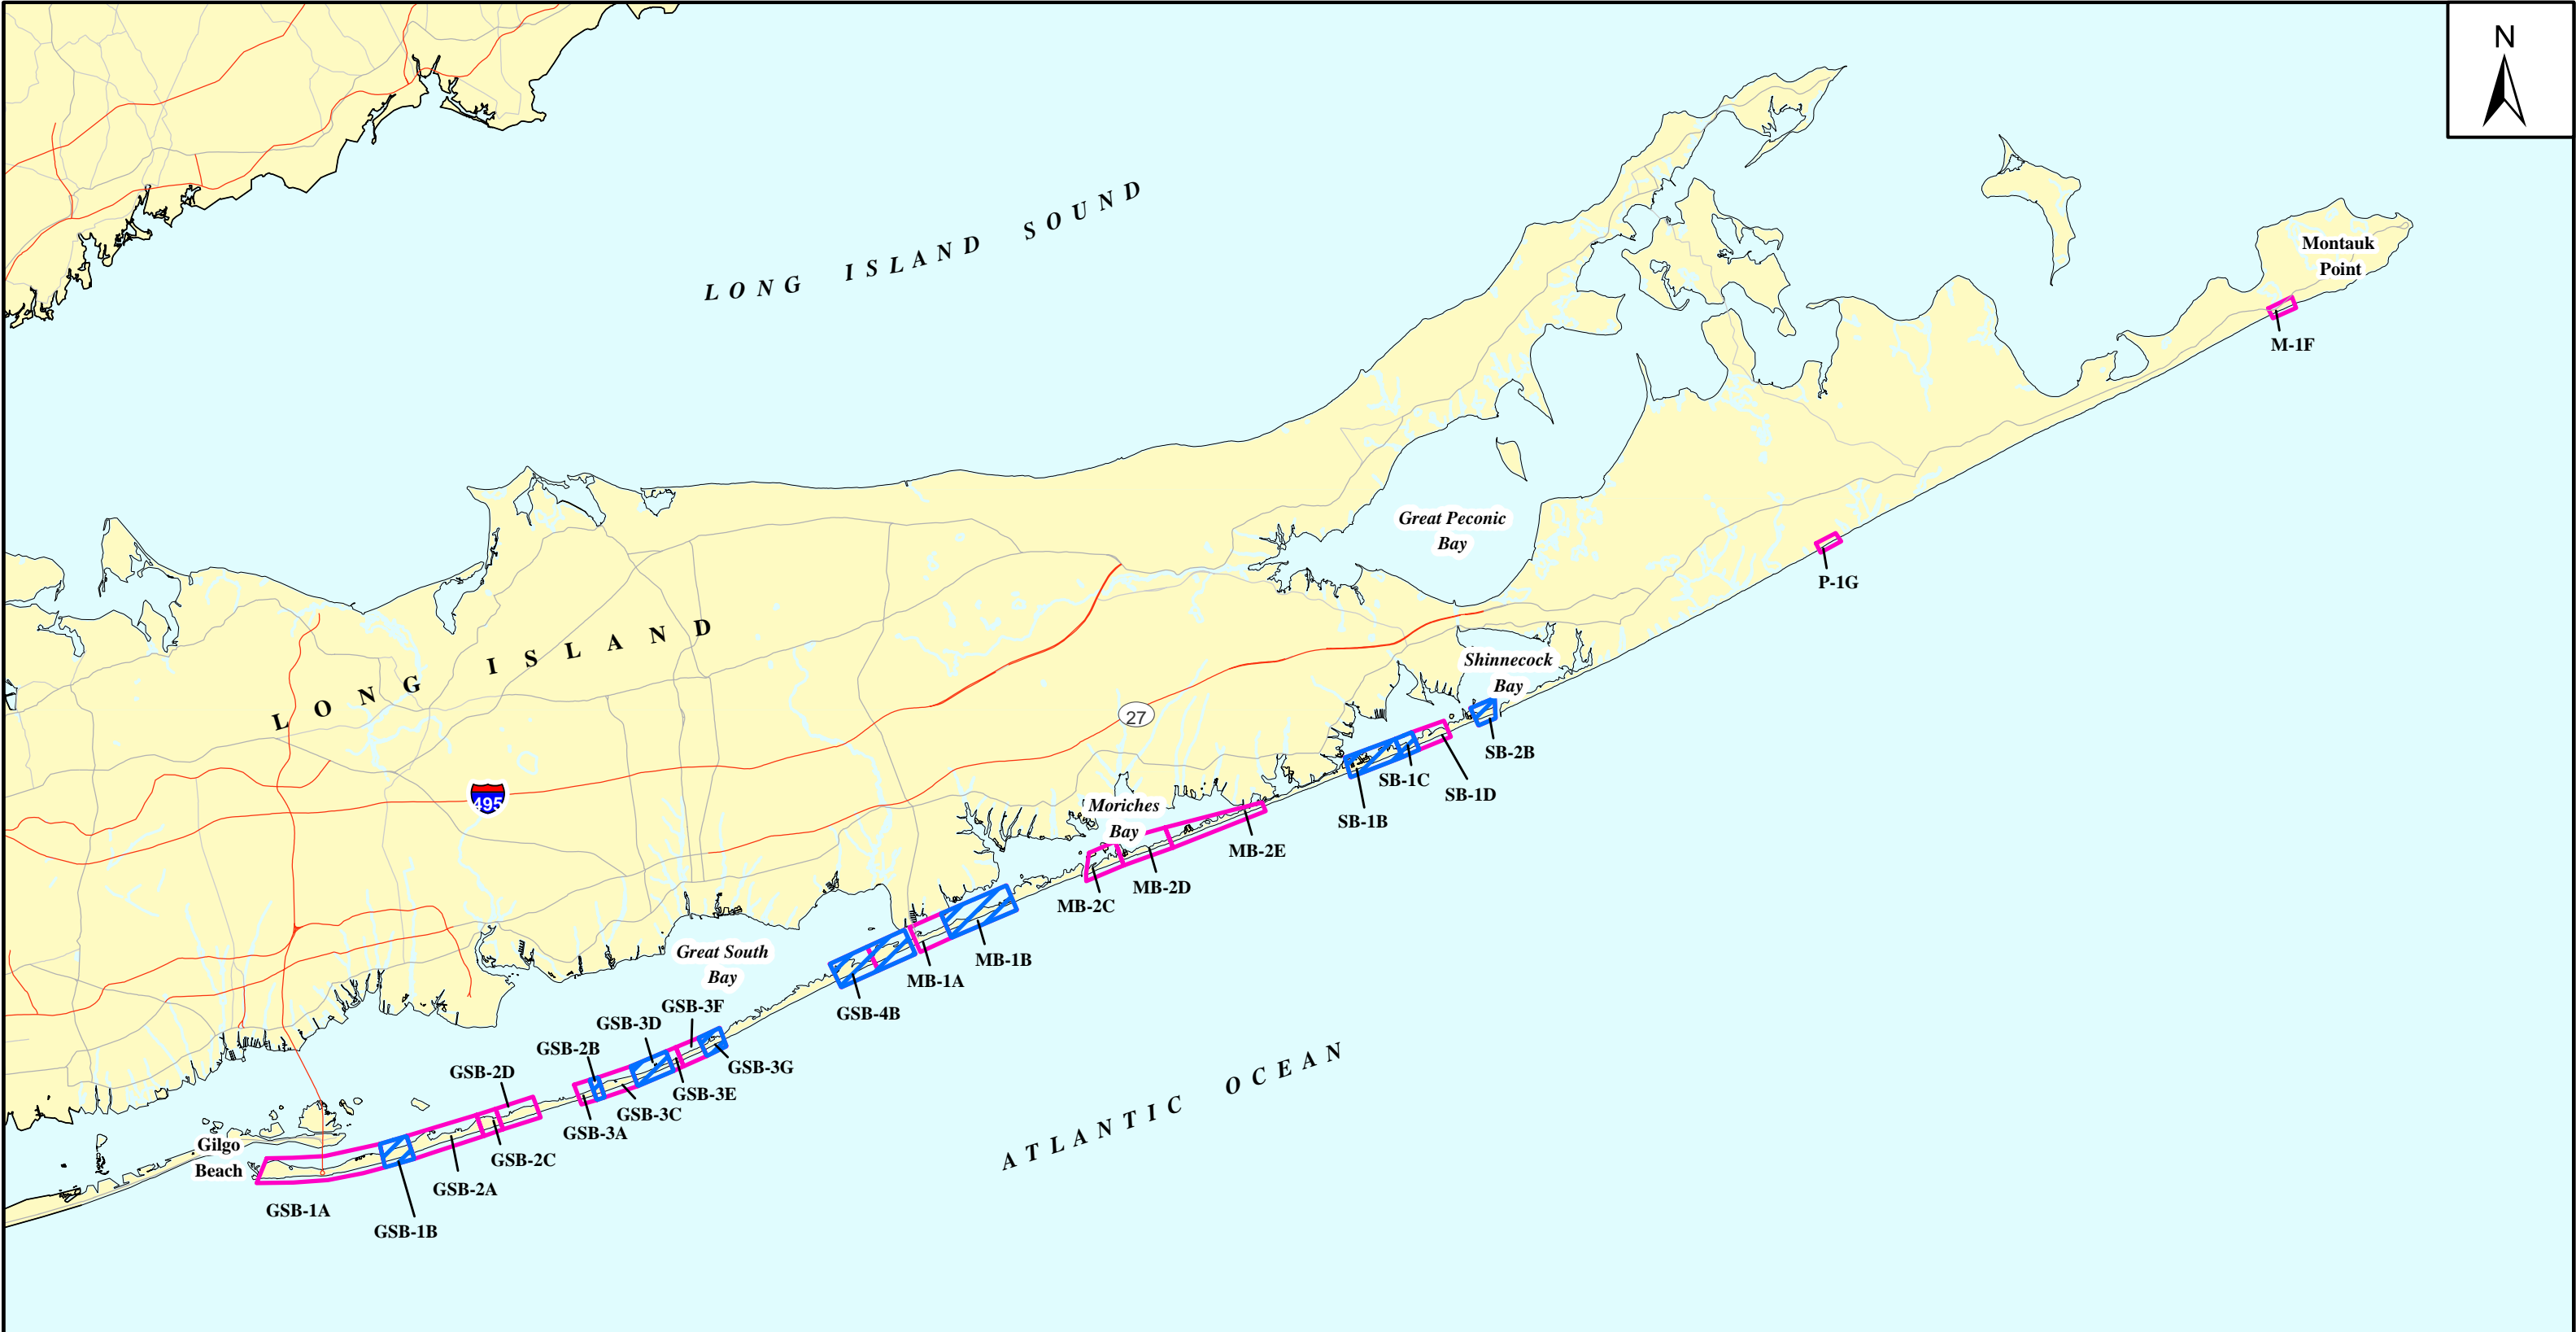 N
LONG ISLAND SOUND
Montauk
Point
M-1F
Great Peconic
Bay
P-1G
LONG ISLAND
Shinnecock
Bay
27
SB-2B
SB-1C
SB-1D
495
Moriches
Bay
SB-1B
MB-2E
MB-2D
MB-2C
Great South
Bay
MB-1B
MB-1A
GSB-4B
GSB-3F
GSB-3D
GSB-2B
GSB-3G
GSB-2D
GSB-3E
GSB-3C
GSB-3A
ATLANTIC OCEAN
Gilgo
Beach
GSB-2C
GSB-2A
GSB-1A
GSB-1B